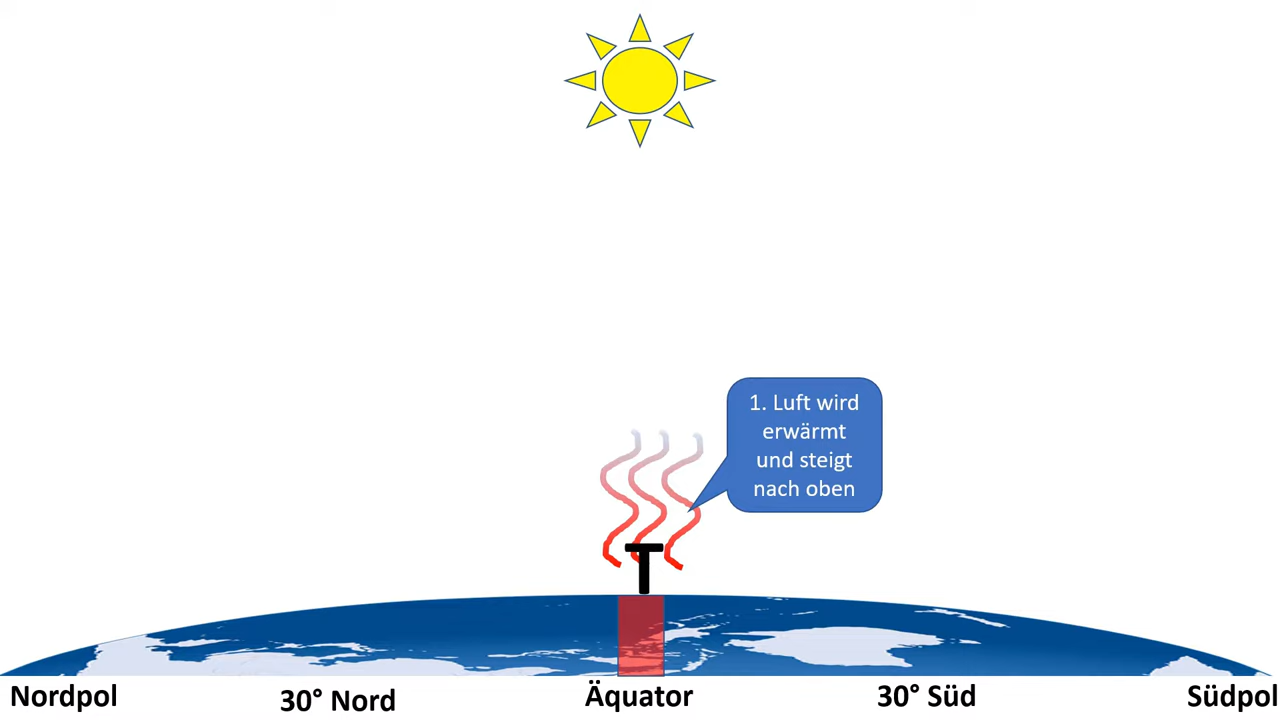 1. Luft wird
erwärmt
und steigt
nach oben
T
Nordpol
30° Nord
Äquator
30° Süd
Südpol